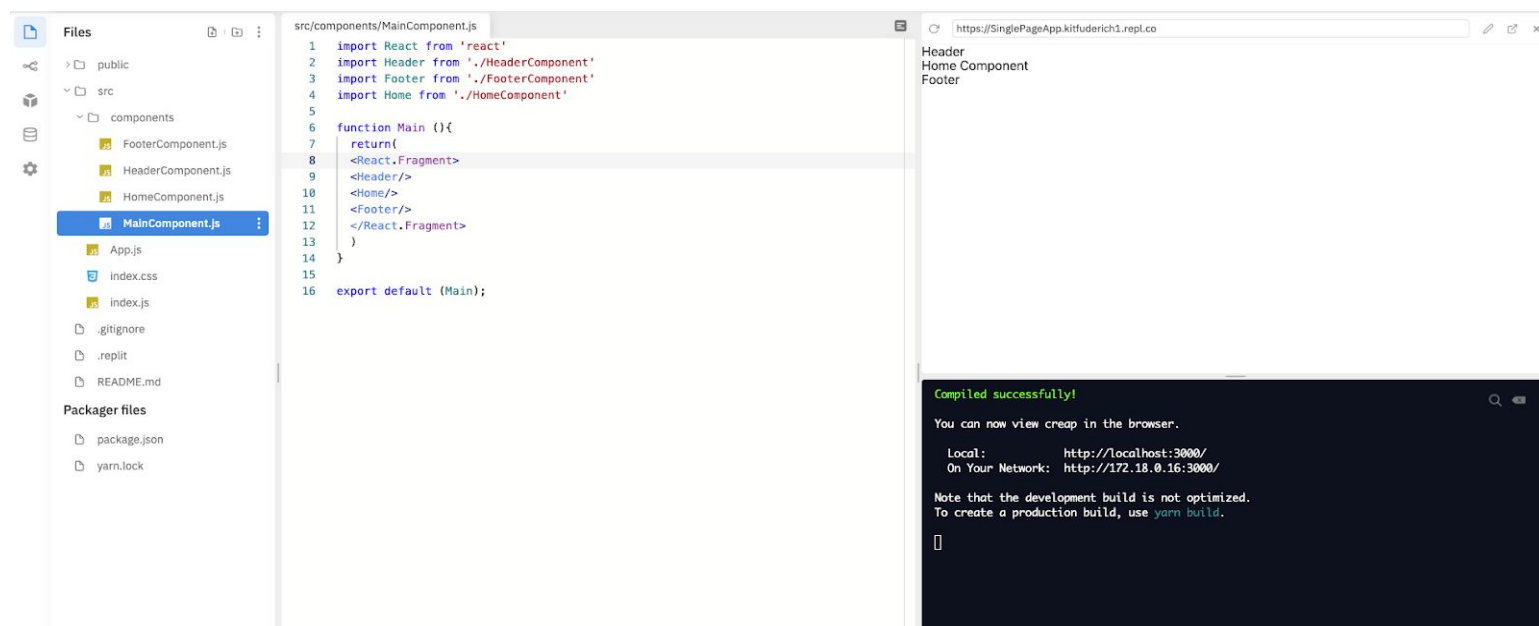 Files
public
src
components
FooterComponent.js
HeaderComponent.js
HomeComponent.js
MainComponent.js
App.js
index.css
index.js
.gitignore
.replit
README.md
Packager files
package.json
yarn.lock
src/components/MainComponent.js
1 import React from 'react'
2 import Header from './HeaderComponent'
3 import Footer from './FooterComponent'
4 import Home from './HomeComponent'
5
6 function Main (){
7 return(
8 <React.Fragment>
9 <Header/>
10 <Home/>
11 <Footer/>
12 </React.Fragment>
13 )
14 }
15
16 export default (Main);
https://SinglePageApp.kitfuderich1.repl.co
Header
Home Component
Footer
Compiled successfully!
You can now view creap in the browser.
Local: http://localhost:3000/
On Your Network: http://172.18.0.16:3000/
Note that the development build is not optimized.
To create a production build, use yarn build.